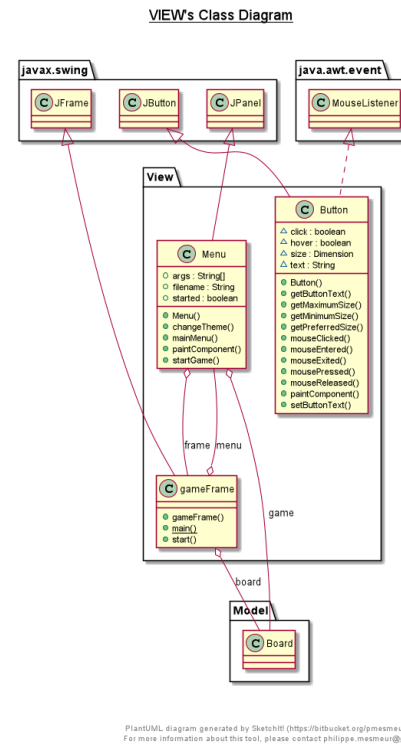 VIEW's Class Diagram
javax.swing
java.awt.event
C JFrame
C JButton
C JPanel
C MouseListener
View
C Button
click : boolean
hover : boolean
size : Dimension
text : String
Button()
getButtonText()
getMaximumSize()
getMinimumSize()
getPreferredSize()
mouseClicked()
mouseEntered()
mouseExited()
mousePressed()
mouseReleased()
paintComponent()
setButtonText()
C Menu
args : String[]
filename : String
started : boolean
Menu()
changeTheme()
mainMenu()
paintComponent()
startGame()
frame
menu
C gameFrame
gameFrame()
main()
start()
game
board
Model
C Board
PlantUML diagram generated by SketchIt! (https://bitbucket.org/pmesmeu
For more information about this tool, please contact philippe.mesmeur@